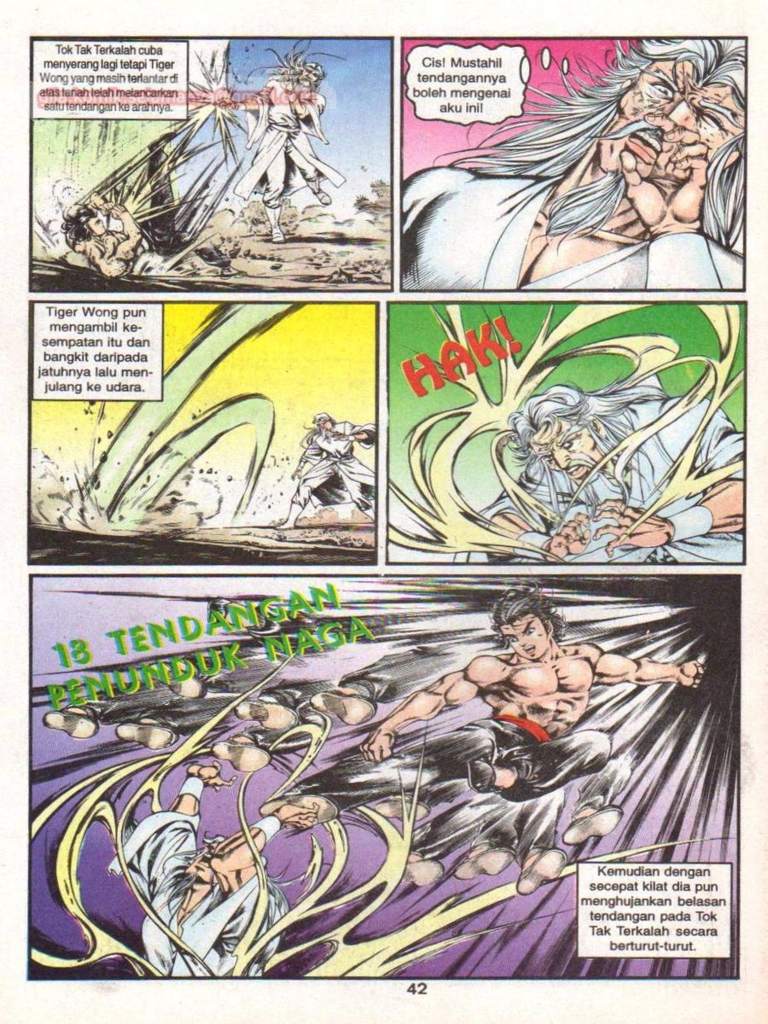 Tok Tak Terkalah cuba
menyerang lagi tetapi Tiger
Wong yang masih terlantar di
atas tanah telah melancarkan
satu tendangan ke arahnya.
Cis! Mustahil
tendangannya
boleh mengenai
aku ini!
Tiger Wong pun
mengambil ke-
sempatan itu dan
bangkit daripada
jatuhnya lalu men-
julang ke udara.
HAK!
18 TENDANGAN
PENUNDUK NAGA
Kemudian dengan
secepat kilat dia pun
menghujankan belasan
tendangan pada Tok
Tak Terkalah secara
berturut-turut.
42